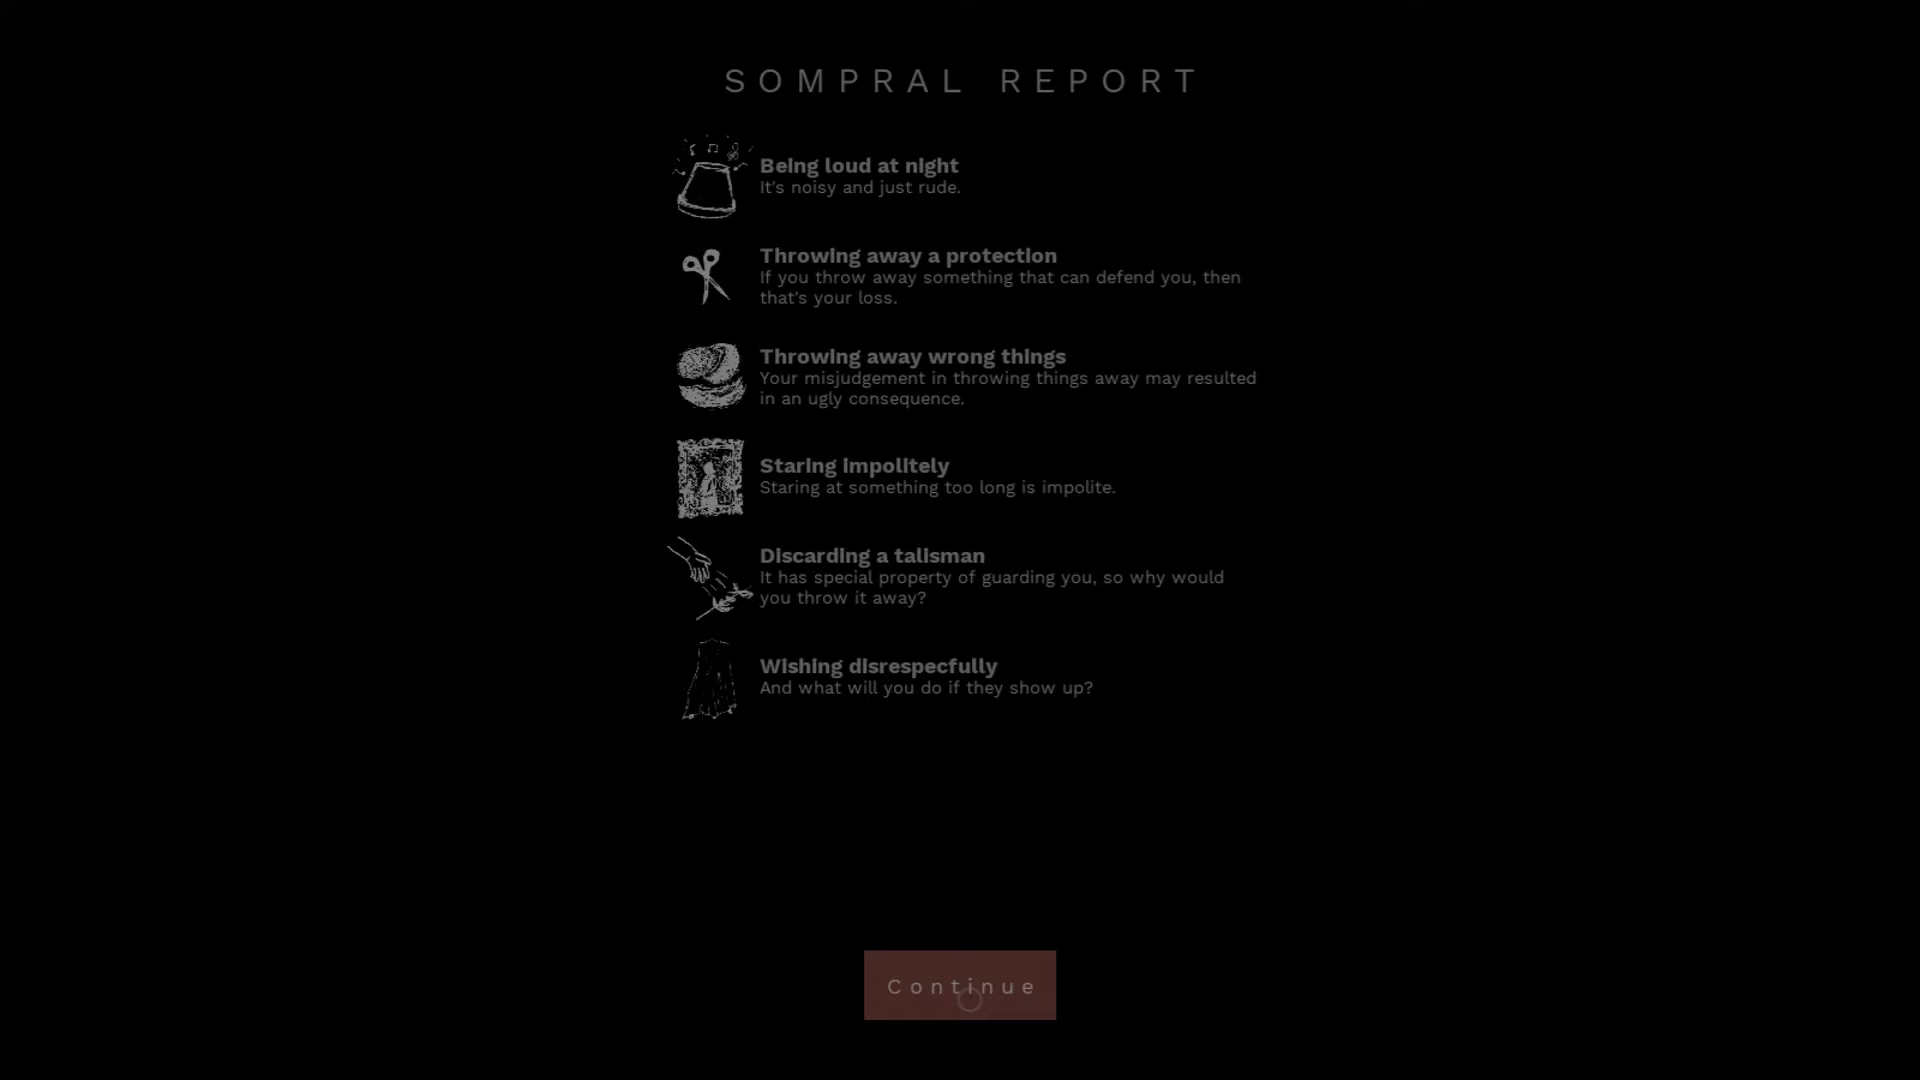 SOMPRAL REPORT
Being loud at night
It's noisy and just rude.
Throwing away a protection
If you throw away something that can defend you, then
that's your loss.
Throwing away wrong things
Your misjudgement in throwing things away may resulted
in an ugly consequence.
Staring impolitely
Staring at something too long is impolite.
Discarding a talisman
It has special property of guarding you, so why would
you throw it away?
Wishing disrespecfully
And what will you do if they show up?
Continue